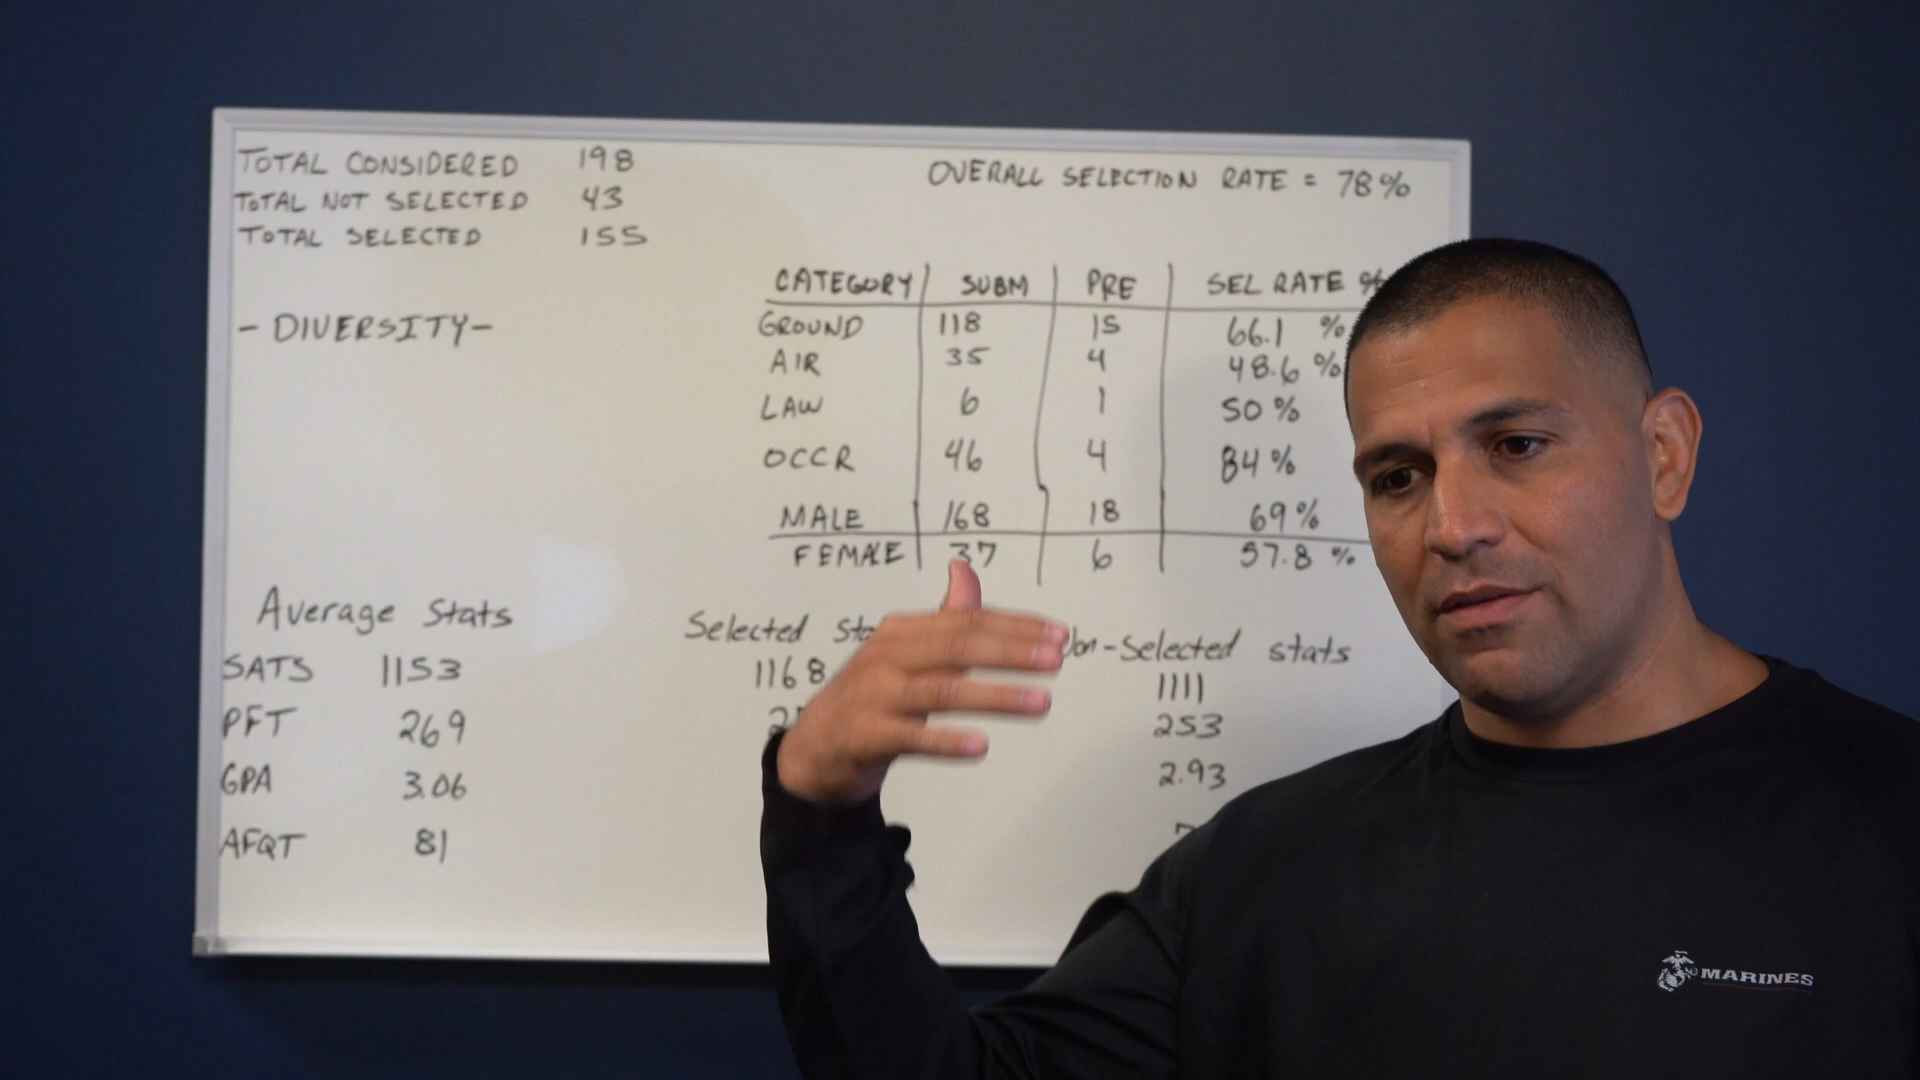 TOTAL CONSIDERED 198
TOTAL NOT SELECTED 43
TOTAL SELECTED 155
OVERALL SELECTION RATE = 78%
- DIVERSITY -
CATEGORY SUBM PRE SEL RATE %
GROUND 118 15 66.1 %
AIR 35 4 48.6 %
LAW 6 1 50 %
OCCR 46 4 84 %
MALE 168 18 69 %
FEMALE 37 6 57.8 %
Average Stats
SATS 1153
PFT 269
GPA 3.06
AFQT 81
Selected
1168
Non-Selected stats
1111
253
2.93
MARINES